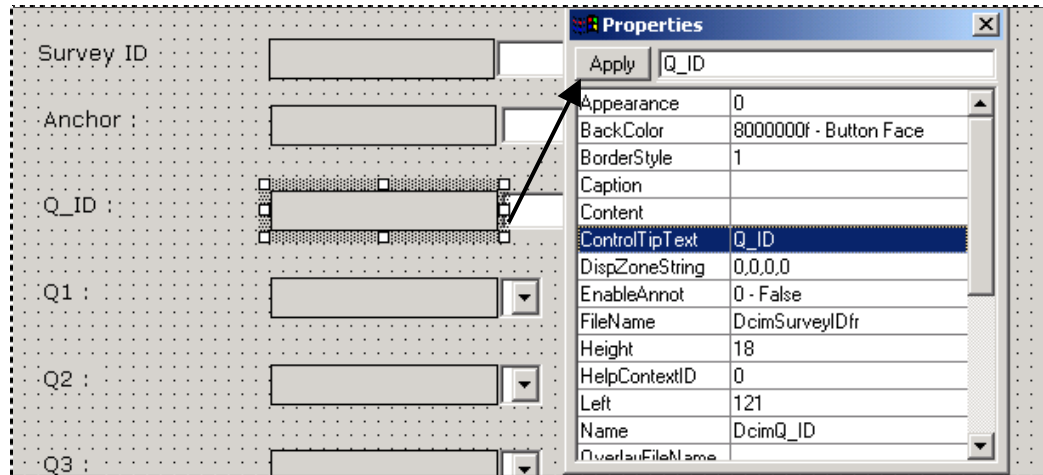 Survey ID
Anchor :
Q_ID :
Q1 :
Q2 :
Q3 :
Properties
Apply Q_ID
Appearance 0
BackColor 8000000f - Button Face
BorderStyle 1
Caption
Content
ControlTipText Q_ID
DispZoneString 0,0,0,0
EnableAnnot 0 - False
FileName DcimSurveyIDfr
Height 18
HelpContextID 0
Left 121
Name DcimQ_ID
OverlayFileName